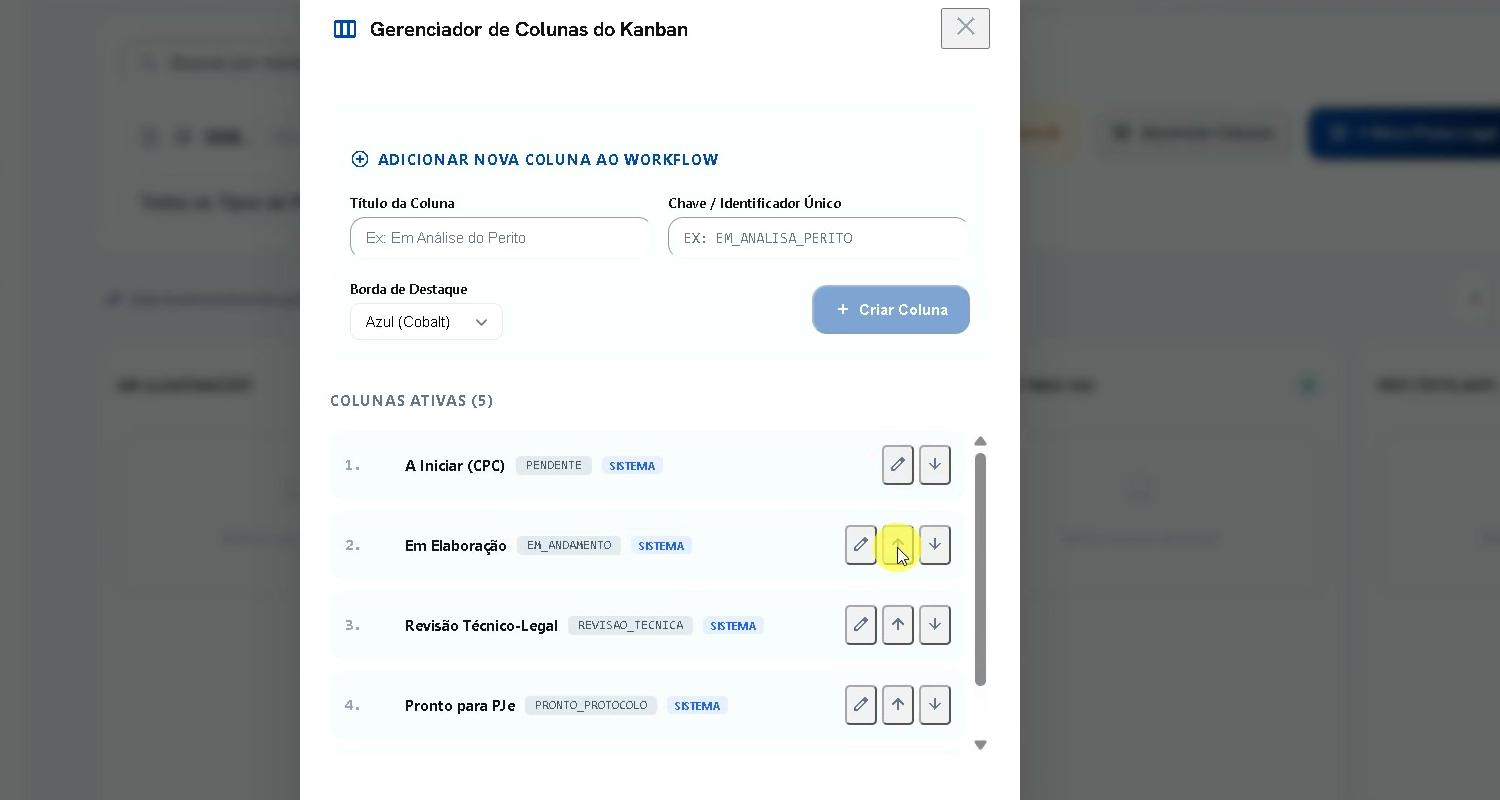 Gerenciador de Colunas do Kanban
ADICIONAR NOVA COLUNA AO WORKFLOW
Título da Coluna
Chave / Identificador Único
Ex: Em Análise do Perito
EX: EM_ANALISA_PERITO
Borda de Destaque
Azul (Cobalt)
+ Criar Coluna
COLUNAS ATIVAS (5)
1. A Iniciar (CPC) PENDENTE SISTEMA
2. Em Elaboração EM_ANDAMENTO SISTEMA
3. Revisão Técnico-Legal REVISAO_TECNICA SISTEMA
4. Pronto para PJe PRONTO_PROTOCOLO SISTEMA